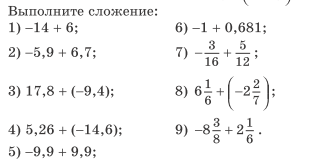 Выполните сложение:
1) –14 + 6; 6) –1 + 0,681;
2) –5,9 + 6,7; 7) –3/16 + 5/12 ;
3) 17,8 + (–9,4); 8) 6 1/6 + (–2 2/7);
4) 5,26 + (–14,6); 9) –8 3/8 + 2 1/6 .
5) –9,9 + 9,9;